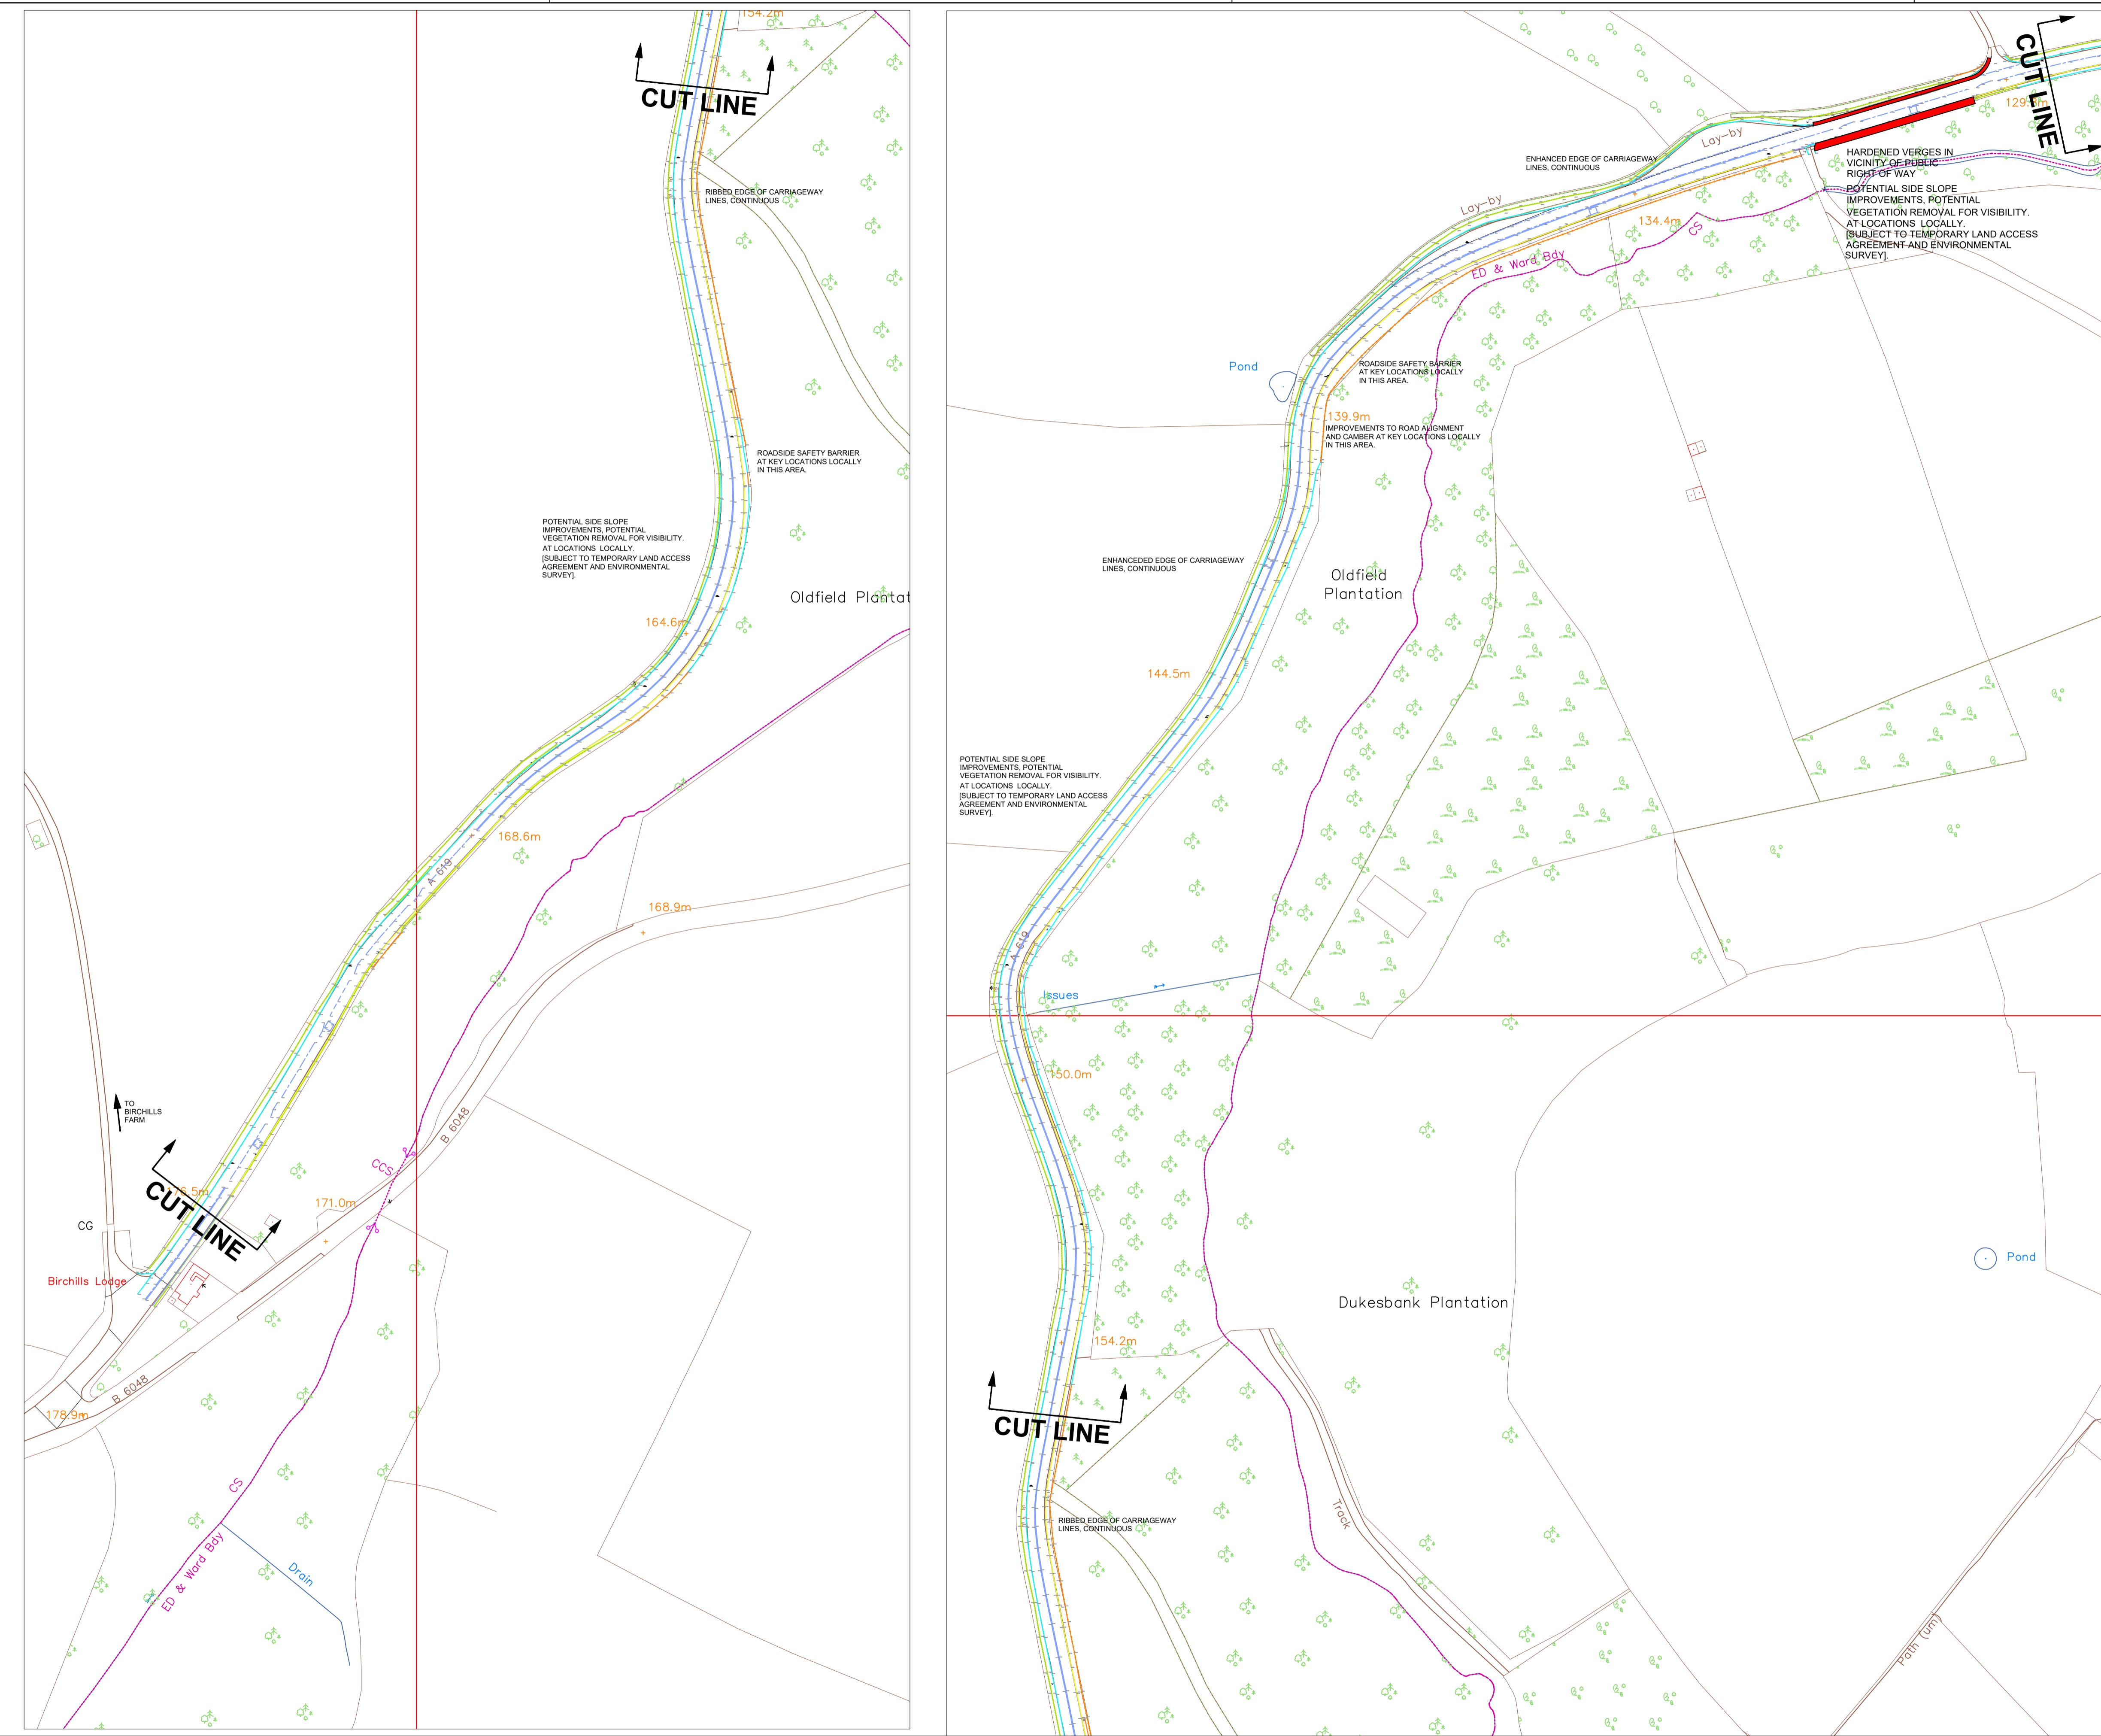 154.2m
CUT LINE
RIBBED EDGE OF CARRIAGEWAY
LINES, CONTINUOUS
ROADSIDE SAFETY BARRIER
AT KEY LOCATIONS LOCALLY
IN THIS AREA.
POTENTIAL SIDE SLOPE
IMPROVEMENTS, POTENTIAL
VEGETATION REMOVAL FOR VISIBILITY.
AT LOCATIONS LOCALLY.
[SUBJECT TO TEMPORARY LAND ACCESS
AGREEMENT AND ENVIRONMENTAL
SURVEY].
Oldfield Plantat
164.6m
168.6m
A 619
168.9m
TO
BIRCHILLS
FARM
B 6048
CCS
176.5m
171.0m
CUT LINE
CG
Birchills Lodge
B 6048
178.9m
CS
ED & Ward Bdy
Drain
CUT LINE
129.
Lay-by
HARDENED VERGES IN
VICINITY OF PUBLIC
RIGHT OF WAY
ENHANCED EDGE OF CARRIAGEWAY
LINES, CONTINUOUS
POTENTIAL SIDE SLOPE
IMPROVEMENTS, POTENTIAL
VEGETATION REMOVAL FOR VISIBILITY.
AT LOCATIONS LOCALLY.
[SUBJECT TO TEMPORARY LAND ACCESS
AGREEMENT AND ENVIRONMENTAL
SURVEY].
Lay-by
134.4m
CS
ED & Ward Bdy
Pond
ROADSIDE SAFETY BARRIER
AT KEY LOCATIONS LOCALLY
IN THIS AREA.
139.9m
IMPROVEMENTS TO ROAD ALIGNMENT
AND CAMBER AT KEY LOCATIONS LOCALLY
IN THIS AREA.
ENHANCEDED EDGE OF CARRIAGEWAY
LINES, CONTINUOUS
Oldfield
Plantation
144.5m
POTENTIAL SIDE SLOPE
IMPROVEMENTS, POTENTIAL
VEGETATION REMOVAL FOR VISIBILITY.
AT LOCATIONS LOCALLY.
[SUBJECT TO TEMPORARY LAND ACCESS
AGREEMENT AND ENVIRONMENTAL
SURVEY].
A 619
Issues
150.0m
Pond
Dukesbank Plantation
154.2m
CUT LINE
Track
RIBBED EDGE OF CARRIAGEWAY
LINES, CONTINUOUS
Path (um)